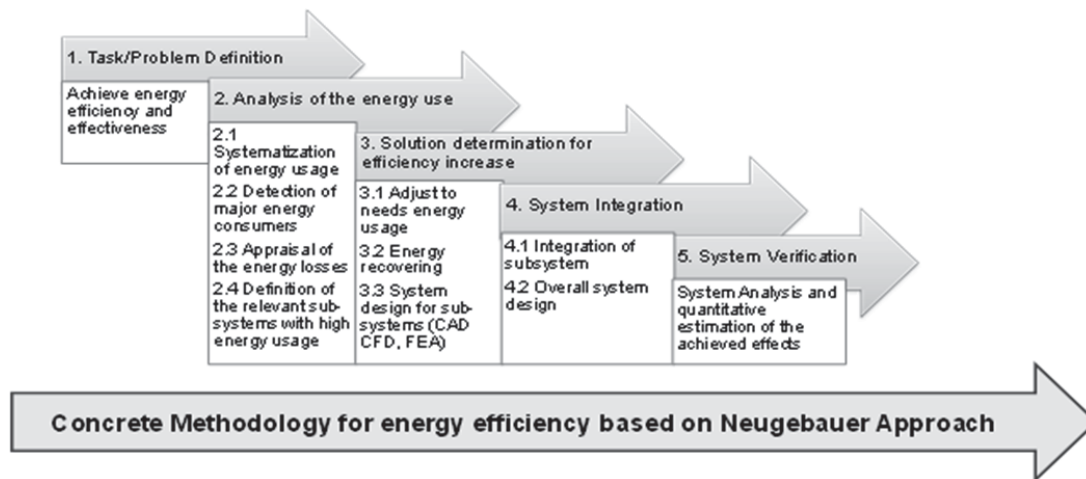 1. Task/Problem Definition
Achieve energy
efficiency and
effectiveness
2. Analysis of the energy use
2.1
Systematization
of energy usage
2.2 Detection of
major energy
consumers
2.3 Appraisal of
the energy losses
2.4 Definition of
the relevant sub-
systems with high
energy usage
3. Solution determination for
efficiency increase
3.1 Adjust to
needs energy
usage
3.2 Energy
recovering
3.3 System
design for sub-
systems (CAD
CFD, FEA)
4. System Integration
4.1 Integration of
subsystem
4.2 Overall system
design
5. System Verification
System Analysis and
quantitative
estimation of the
achieved effects
Concrete Methodology for energy efficiency based on Neugebauer Approach